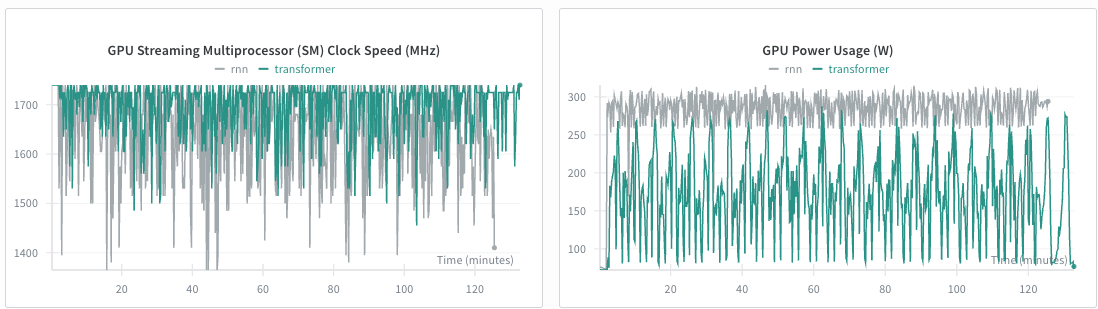 GPU Streaming Multiprocessor (SM) Clock Speed (MHz)
rnn transformer
1700
1600
1500
1400
Time (minutes)
20 40 60 80 100 120
GPU Power Usage (W)
rnn transformer
300
250
200
150
100
Time (minutes)
20 40 60 80 100 120